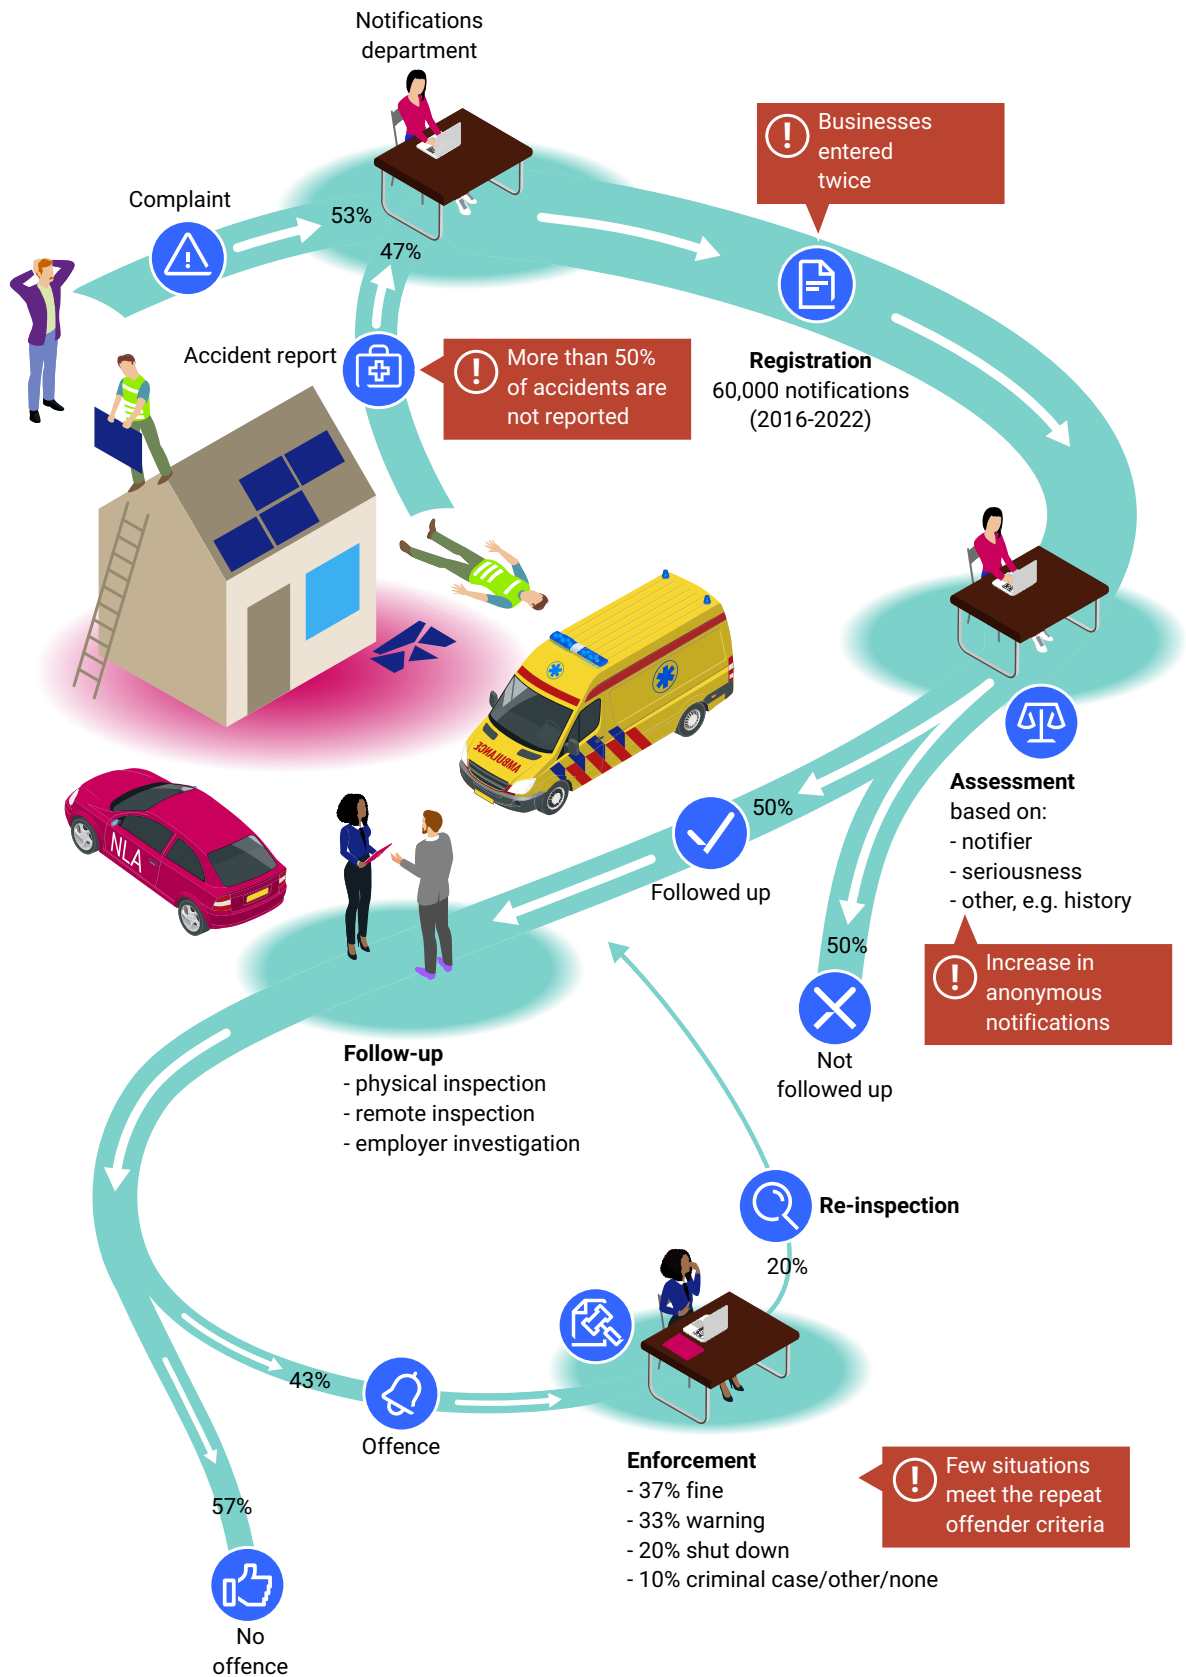 Notifications
department
Businesses
entered
twice
Complaint
53%
47%
Accident report
More than 50%
of accidents are
not reported
Registration
60,000 notifications
(2016-2022)
AMBULANCE
NLA
Assessment
based on:
- notifier
- seriousness
- other, e.g. history
50%
Followed up
50%
Increase in
anonymous
notifications
Not
followed up
Follow-up
- physical inspection
- remote inspection
- employer investigation
Re-inspection
20%
43%
Offence
Enforcement
- 37% fine
- 33% warning
- 20% shut down
- 10% criminal case/other/none
Few situations
meet the repeat
offender criteria
57%
No
offence